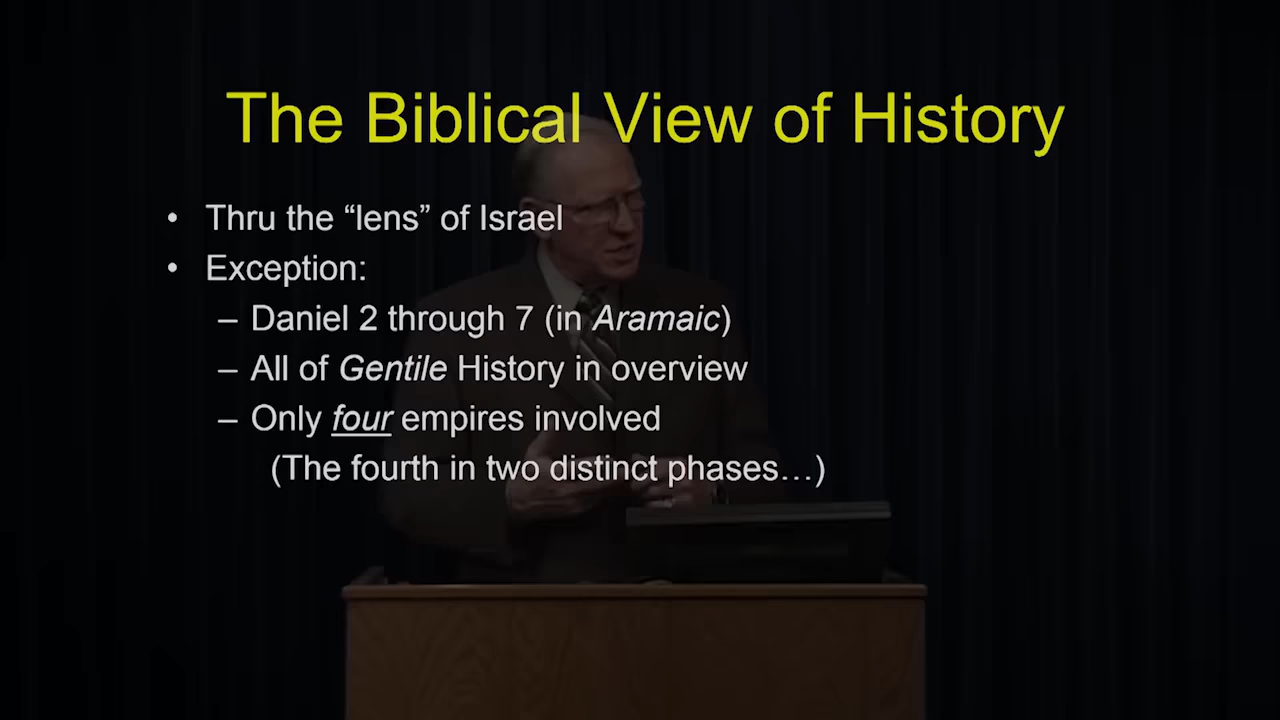 The Biblical View of History
• Thru the “lens” of Israel
• Exception:
– Daniel 2 through 7 (in Aramaic)
– All of Gentile History in overview
– Only four empires involved
(The fourth in two distinct phases…)